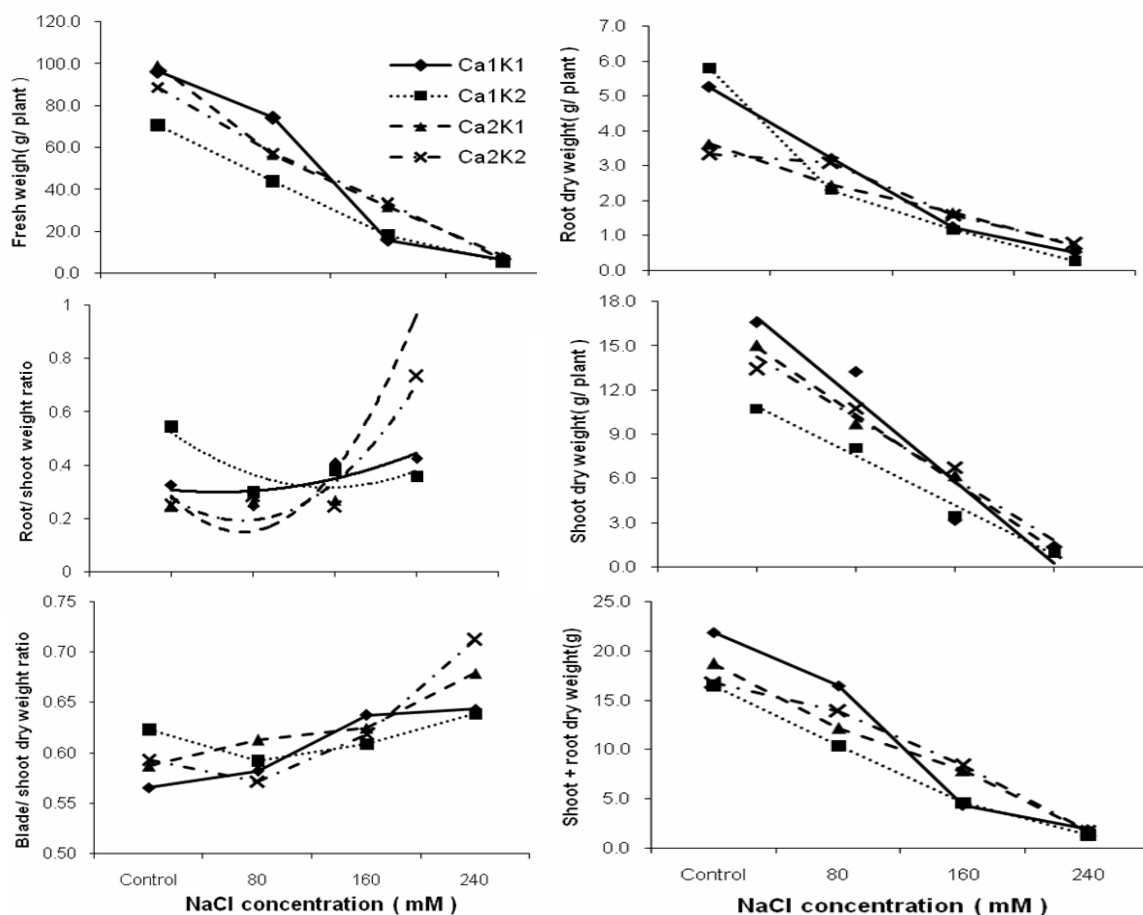 120.0
100.0
80.0
60.0
40.0
20.0
0.0
Fresh weigh( g/ plant )
Ca1K1
Ca1K2
Ca2K1
Ca2K2
7.0
6.0
5.0
4.0
3.0
2.0
1.0
0.0
Root dry weight( g/ plant )
1
0.8
0.6
0.4
0.2
0
Root/ shoot weight ratio
18.0
15.0
12.0
9.0
6.0
3.0
0.0
Shoot dry weight( g/ plant )
0.75
0.70
0.65
0.60
0.55
0.50
Blade/ shoot dry weight ratio
Control 80 160 240
NaCl concentration ( mM )
25.0
20.0
15.0
10.0
5.0
0.0
Shoot + root dry weight(g)
Control 80 160 240
NaCl concentration ( mM )